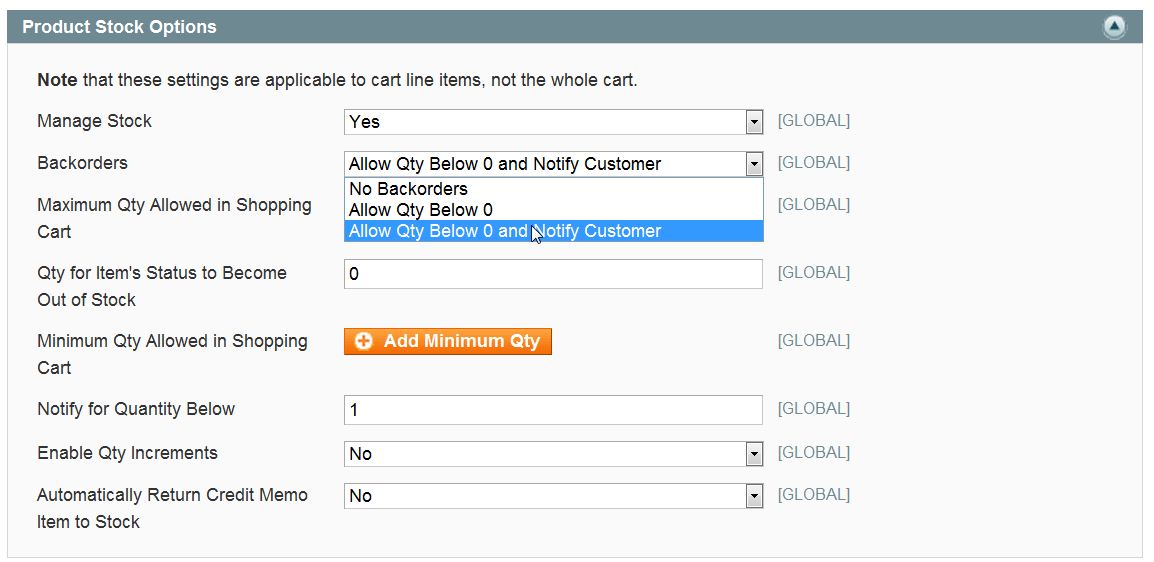 Product Stock Options
Note that these settings are applicable to cart line items, not the whole cart.
Manage Stock
Yes
[GLOBAL]
Backorders
Allow Qty Below 0 and Notify Customer
[GLOBAL]
No Backorders
Allow Qty Below 0
Allow Qty Below 0 and Notify Customer
Maximum Qty Allowed in Shopping
Cart
[GLOBAL]
Qty for Item's Status to Become
Out of Stock
0
[GLOBAL]
Minimum Qty Allowed in Shopping
Cart
Add Minimum Qty
[GLOBAL]
Notify for Quantity Below
1
[GLOBAL]
Enable Qty Increments
No
[GLOBAL]
Automatically Return Credit Memo
Item to Stock
No
[GLOBAL]